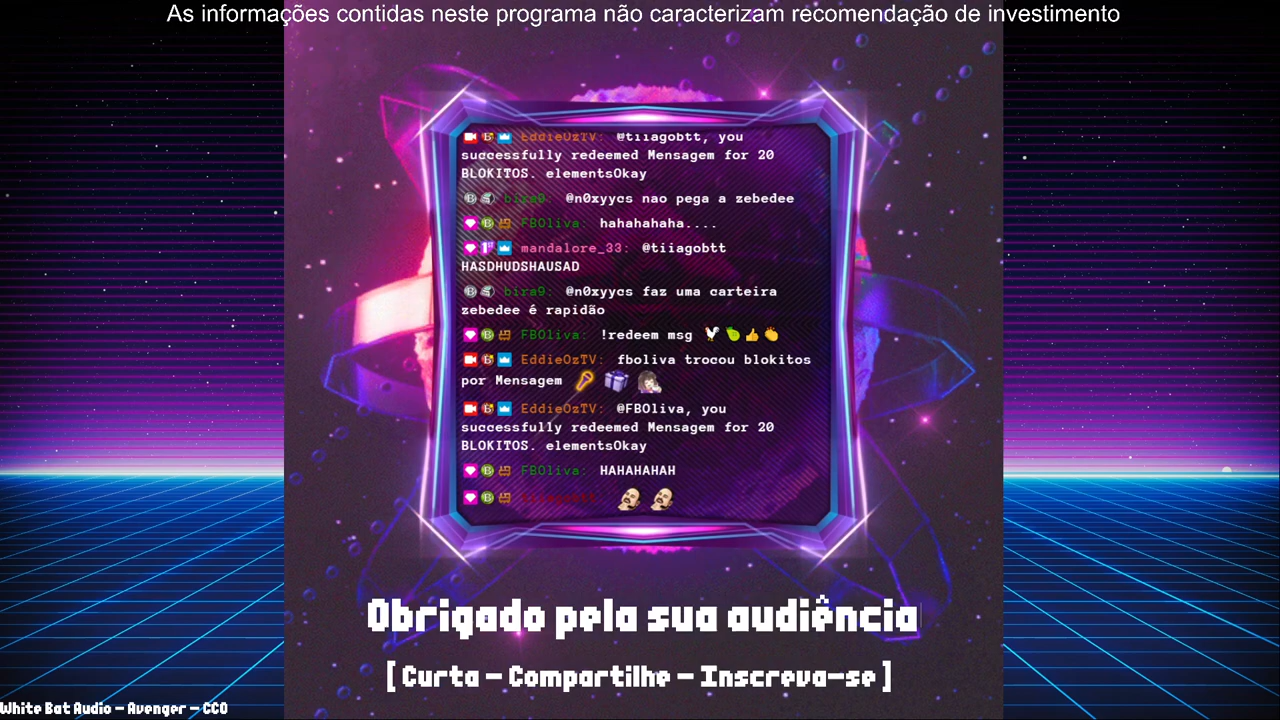 As informações contidas neste programa não caracterizam recomendação de investimento
EddieOzTV: @tiiagobtt, you
successfully redeemed Mensagem for 20
BLOKITOS. elementsOkay
bira9: @n0xyycs nao pega a zebedee
FBOliva: hahahahaha....
mandalore_33: @tiiagobtt
HASDHUDSHAUSAD
bira9: @n0xyycs faz uma carteira
zebedee é rapidão
FBOliva: !redeem msg 🐓 🍐 👍 👏
EddieOzTV: fboliva trocou blokitos
por Mensagem
EddieOzTV: @FBOliva, you
successfully redeemed Mensagem for 20
BLOKITOS. elementsOkay
FBOliva: HAHAHAHAH
tiiagobtt:
Obrigado pela sua audiência
[ Curta - Compartilhe - Inscreva-se ]
White Bat Audio - Avenger - CC0